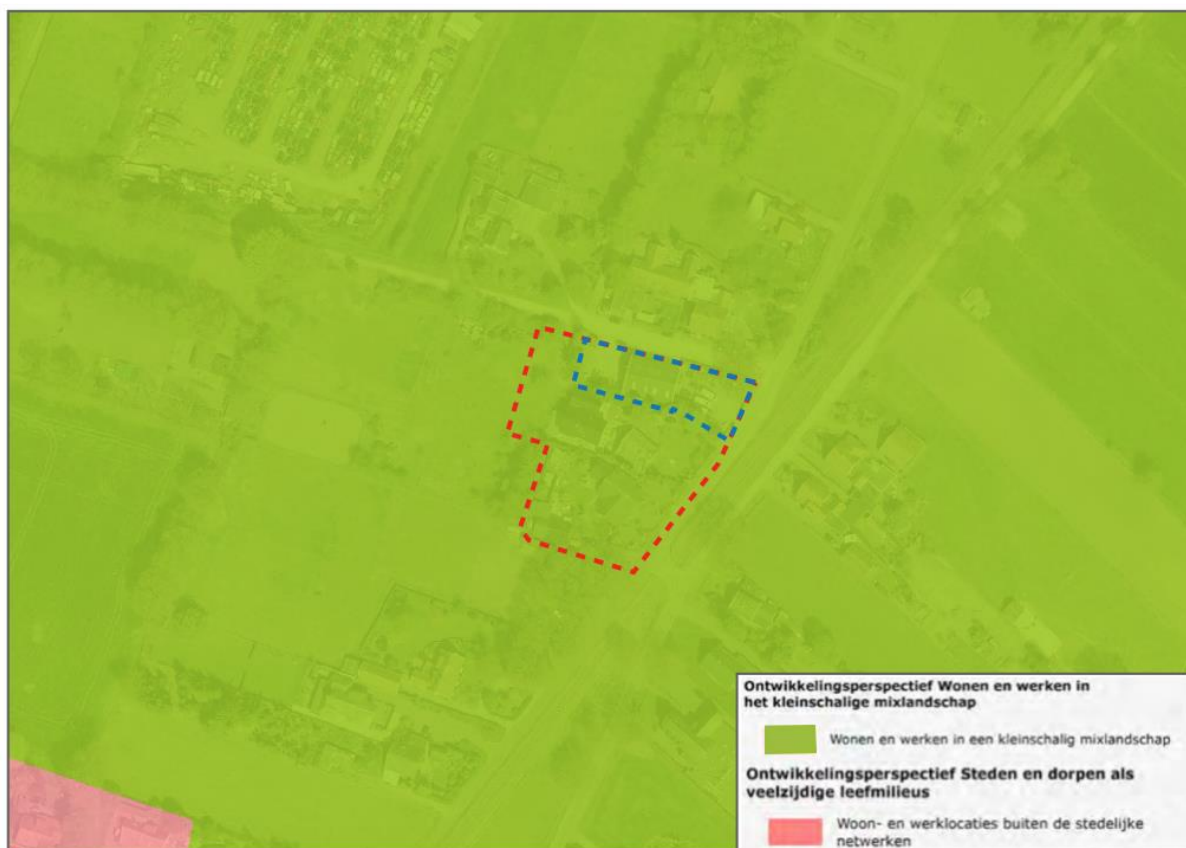 Ontwikkelingsperspectief Wonen en werken in
het kleinschalige mixlandschap
Wonen en werken in een kleinschalig mixlandschap
Ontwikkelingsperspectief Steden en dorpen als
veelzijdige leefmilieus
Woon- en werklocaties buiten de stedelijke
netwerken